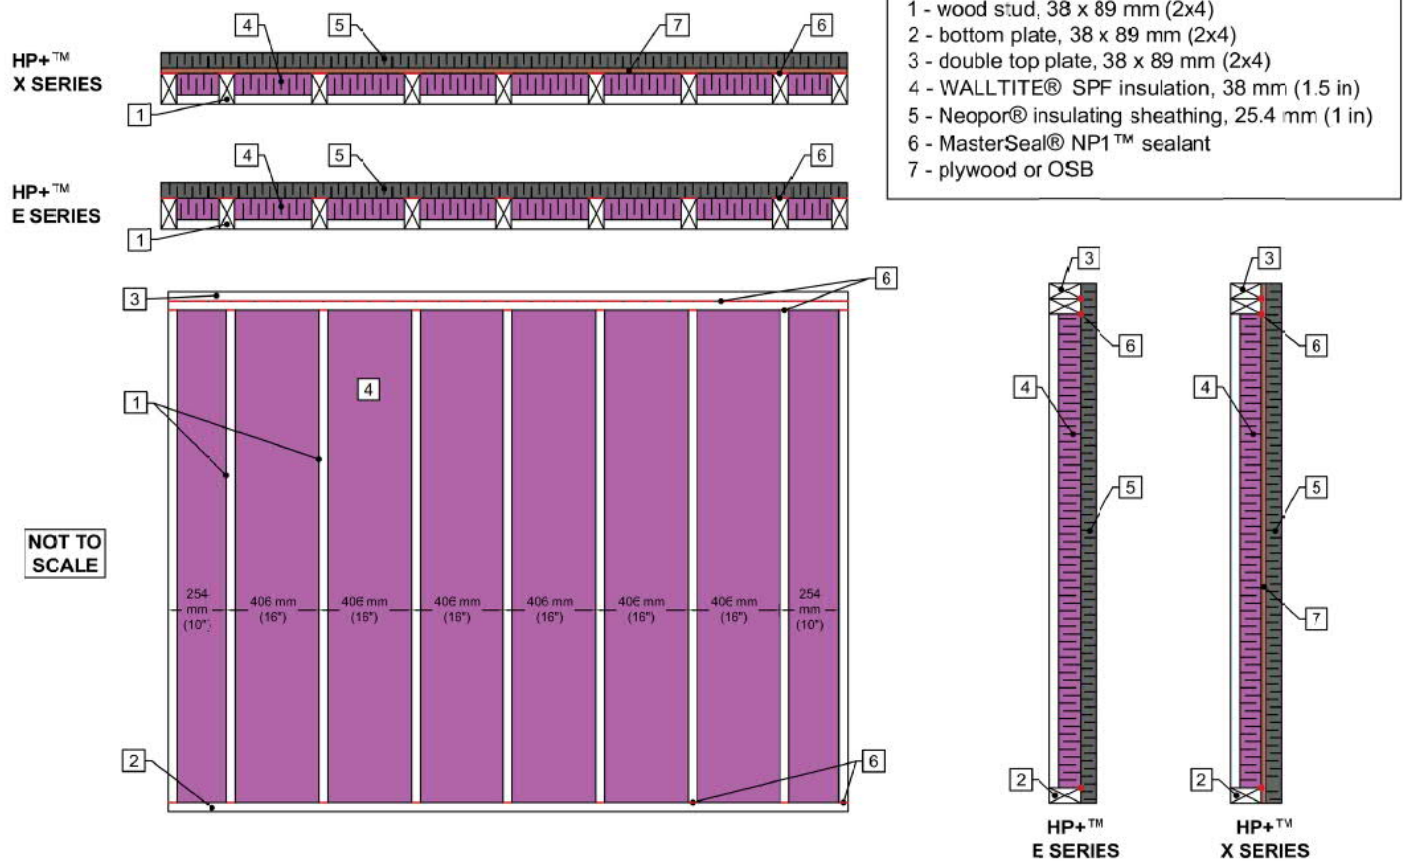 4
5
7
6
HP+™
X SERIES
1
4
5
6
HP+™
E SERIES
1
1 - wood stud, 38 x 89 mm (2x4)
2 - bottom plate, 38 x 89 mm (2x4)
3 - double top plate, 38 x 89 mm (2x4)
4 - WALLTITE® SPF insulation, 38 mm (1.5 in)
5 - Neopor® insulating sheathing, 25.4 mm (1 in)
6 - MasterSeal® NP1™ sealant
7 - plywood or OSB
3
6
4
1
NOT TO
SCALE
254
mm
(10")
406 mm
(16")
406 mm
(16")
406 mm
(16")
406 mm
(16")
406 mm
(16")
406 mm
(16")
254
mm
(10")
2
6
3
6
4
5
2
HP+™
E SERIES
3
6
4
5
7
2
HP+™
X SERIES